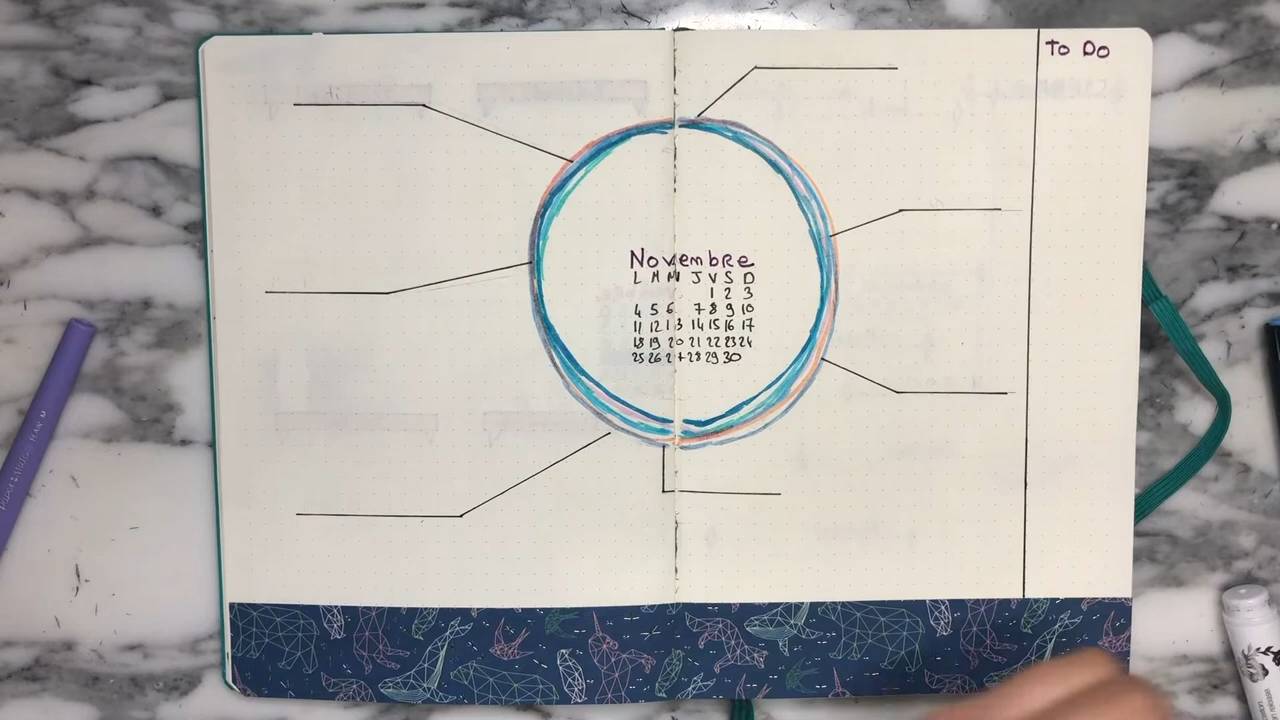 To Do
Novembre
L M M J V S D
1 2 3
4 5 6 7 8 9 10
11 12 13 14 15 16 17
18 19 20 21 22 23 24
25 26 27 28 29 30